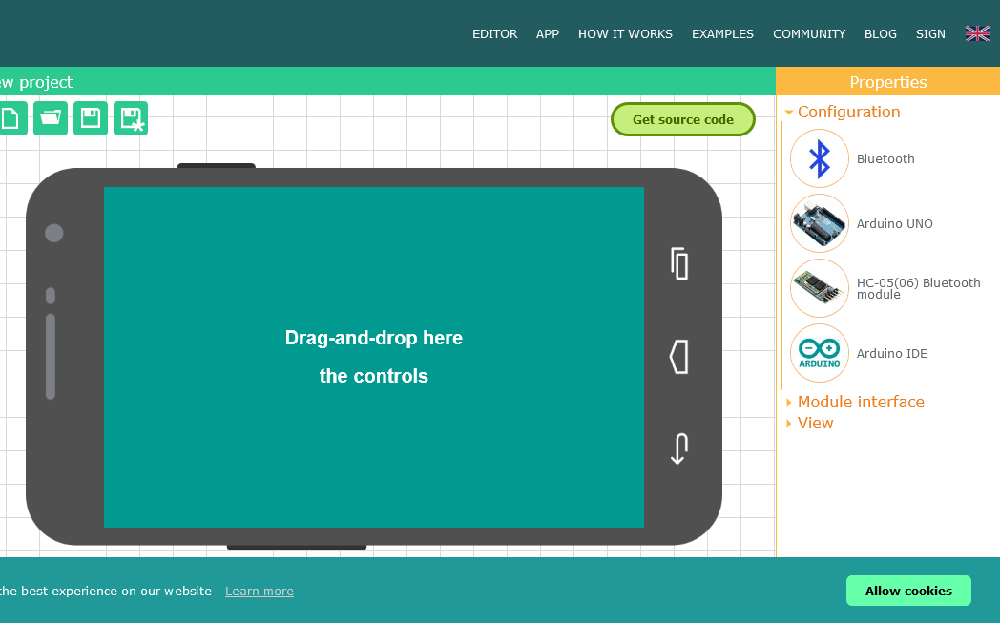 EDITOR APP HOW IT WORKS EXAMPLES COMMUNITY BLOG SIGN
ew project
Properties
Get source code
Configuration
Bluetooth
Arduino UNO
HC-05(06) Bluetooth
module
ARDUINO
Arduino IDE
Module interface
View
Drag-and-drop here
the controls
the best experience on our website Learn more
Allow cookies